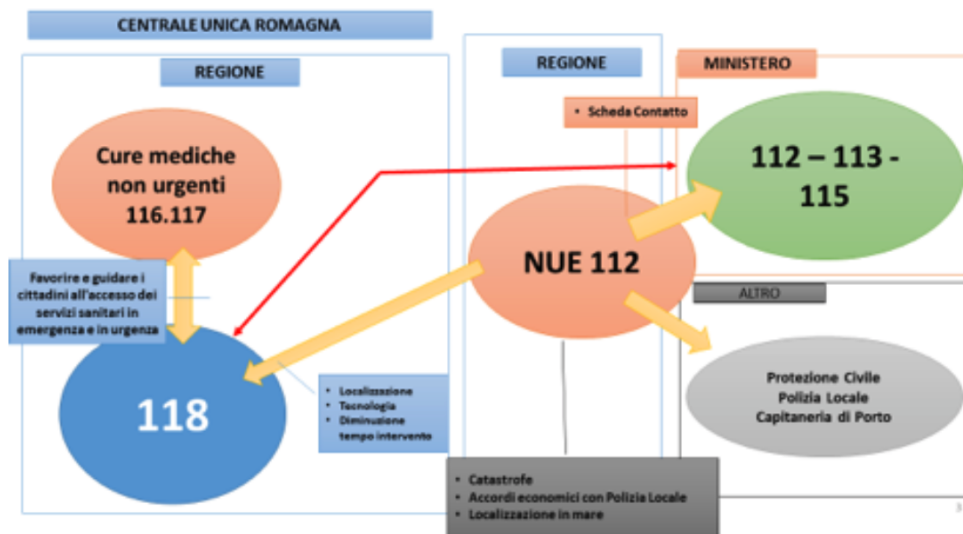 CENTRALE UNICA ROMAGNA
REGIONE
Cure mediche
non urgenti
116.117
Favorire e guidare i
cittadini all'accesso dei
servizi sanitari in
emergenza e in urgenza
118
• Localizzazione
• Tecnologia
• Diminuzione
tempo intervento
REGIONE
• Scheda Contatto
NUE 112
• Catastrofe
• Accordi economici con Polizia Locale
• Localizzazione in mare
MINISTERO
112 – 113 -
115
ALTRO
Protezione Civile
Polizia Locale
Capitaneria di Porto
3